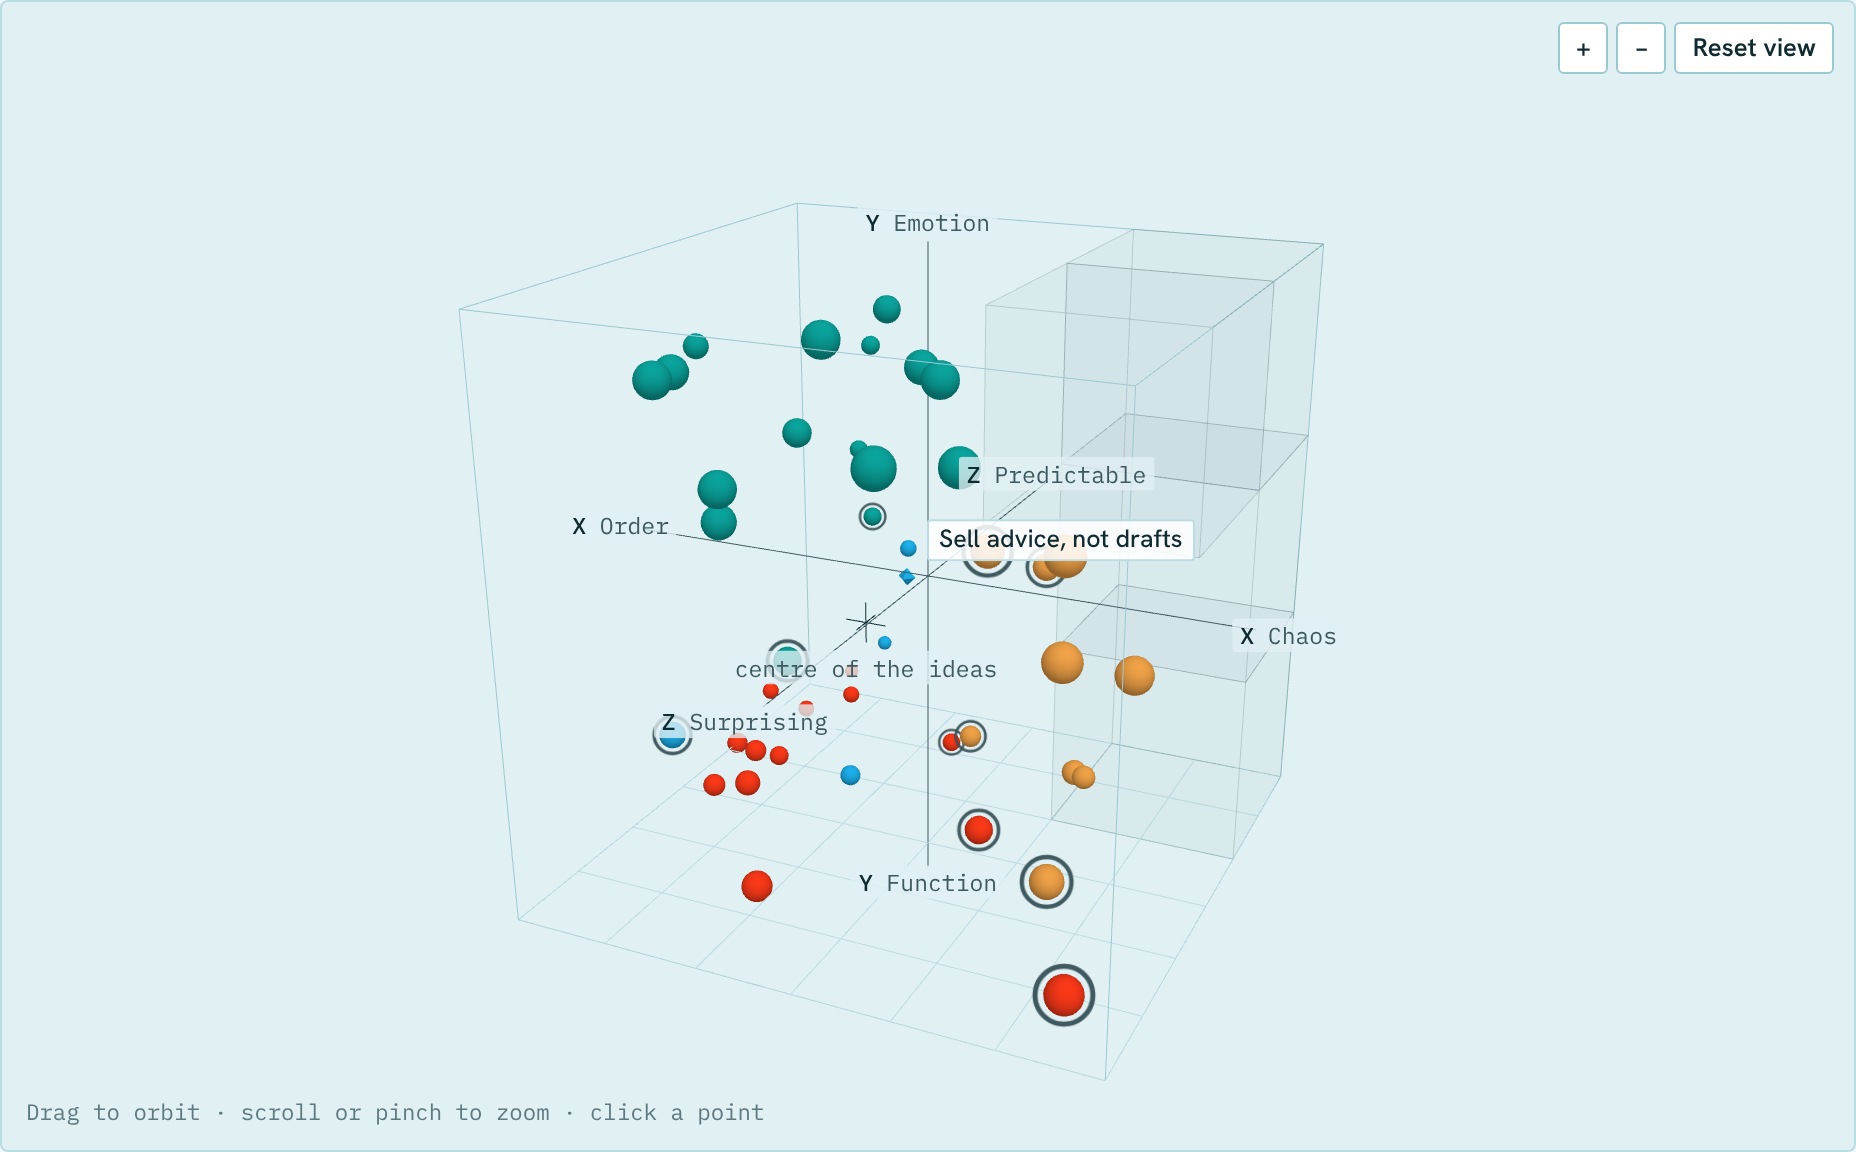 +
-
Reset view
Y Emotion
Z Predictable
X Order
Sell advice, not drafts
X Chaos
centre of the ideas
Z Surprising
Y Function
Drag to orbit · scroll or pinch to zoom · click a point